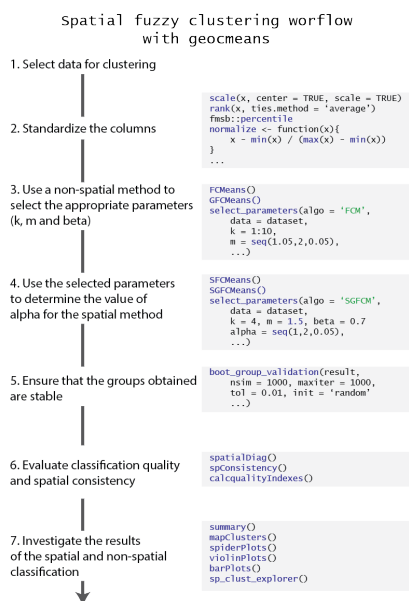 Spatial fuzzy clustering worflow
with geocmeans
1. Select data for clustering
2. Standardize the columns
scale(x, center = TRUE, scale = TRUE)
rank(x, ties.method = ‘average’)
fmsb::percentile
normalize <- function(x){
x - min(x) / (max(x) - min(x))
}
...
3. Use a non-spatial method to
select the appropriate parameters
(k, m and beta)
FCMeans()
GFCMeans()
select_parameters(algo = ‘FCM’,
data = dataset,
k = 1:10,
m = seq(1.05,2,0.05),
...)
4. Use the selected parameters
to determine the value of
alpha for the spatial method
SFCMeans()
SGFCMeans()
select_parameters(algo = ‘SGFCM’,
data = dataset,
k = 4, m = 1.5, beta = 0.7
alpha = seq(1,2,0.05),
...)
5. Ensure that the groups obtained
are stable
boot_group_validation(result,
nsim = 1000, maxiter = 1000,
tol = 0.01, init = ‘random’
...)
6. Evaluate classification quality
and spatial consistency
spatialDiag()
spConsistency()
calcqualityIndexes()
7. Investigate the results
of the spatial and non-spatial
classification
summary()
mapClusters()
spiderPlots()
violinPlots()
barPlots()
sp_clust_explorer()